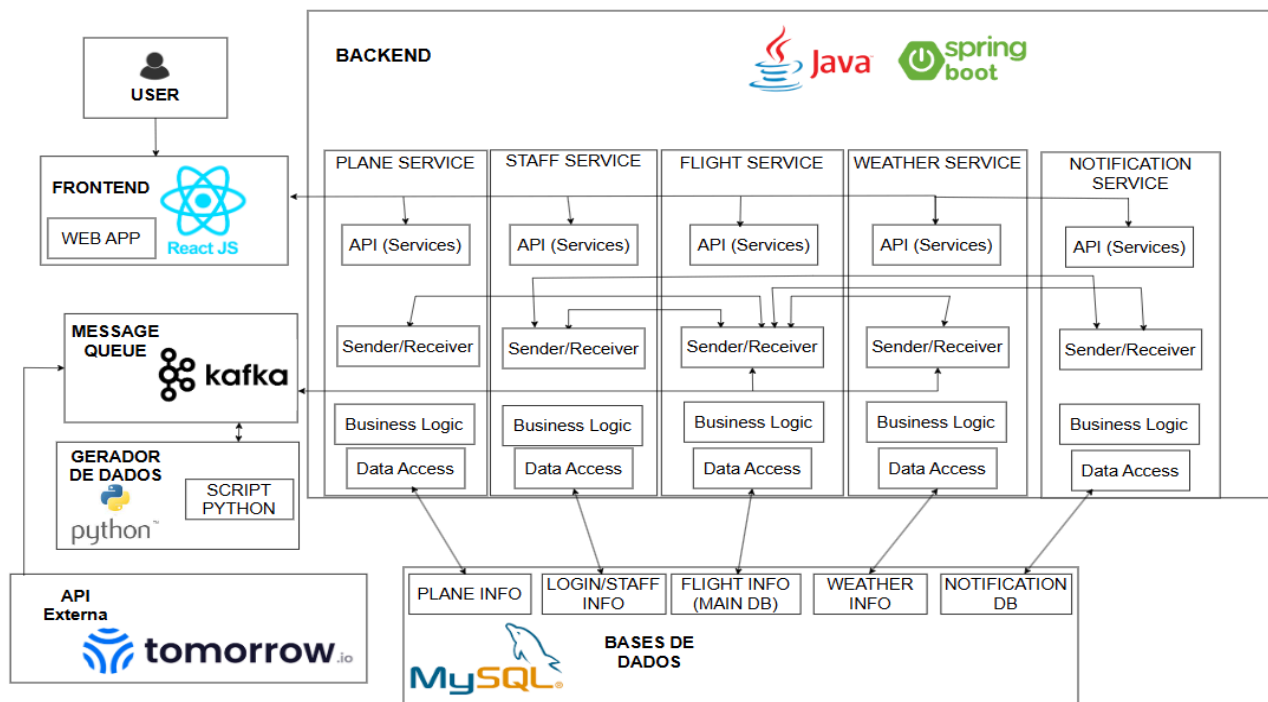 BACKEND
Java™
spring
boot
USER
FRONTEND
WEB APP
React JS
PLANE SERVICE
STAFF SERVICE
FLIGHT SERVICE
WEATHER SERVICE
NOTIFICATION
SERVICE
API (Services)
API (Services)
API (Services)
API (Services)
API (Services)
MESSAGE
QUEUE
kafka
Sender/Receiver
Sender/Receiver
Sender/Receiver
Sender/Receiver
Sender/Receiver
Business Logic
Business Logic
Business Logic
Business Logic
Business Logic
Data Access
Data Access
Data Access
Data Access
Data Access
GERADOR
DE DADOS
python™
SCRIPT
PYTHON
API
Externa
tomorrow.io
PLANE INFO
LOGIN/STAFF
INFO
FLIGHT INFO
(MAIN DB)
WEATHER
INFO
NOTIFICATION
DB
MySQL®
BASES DE
DADOS